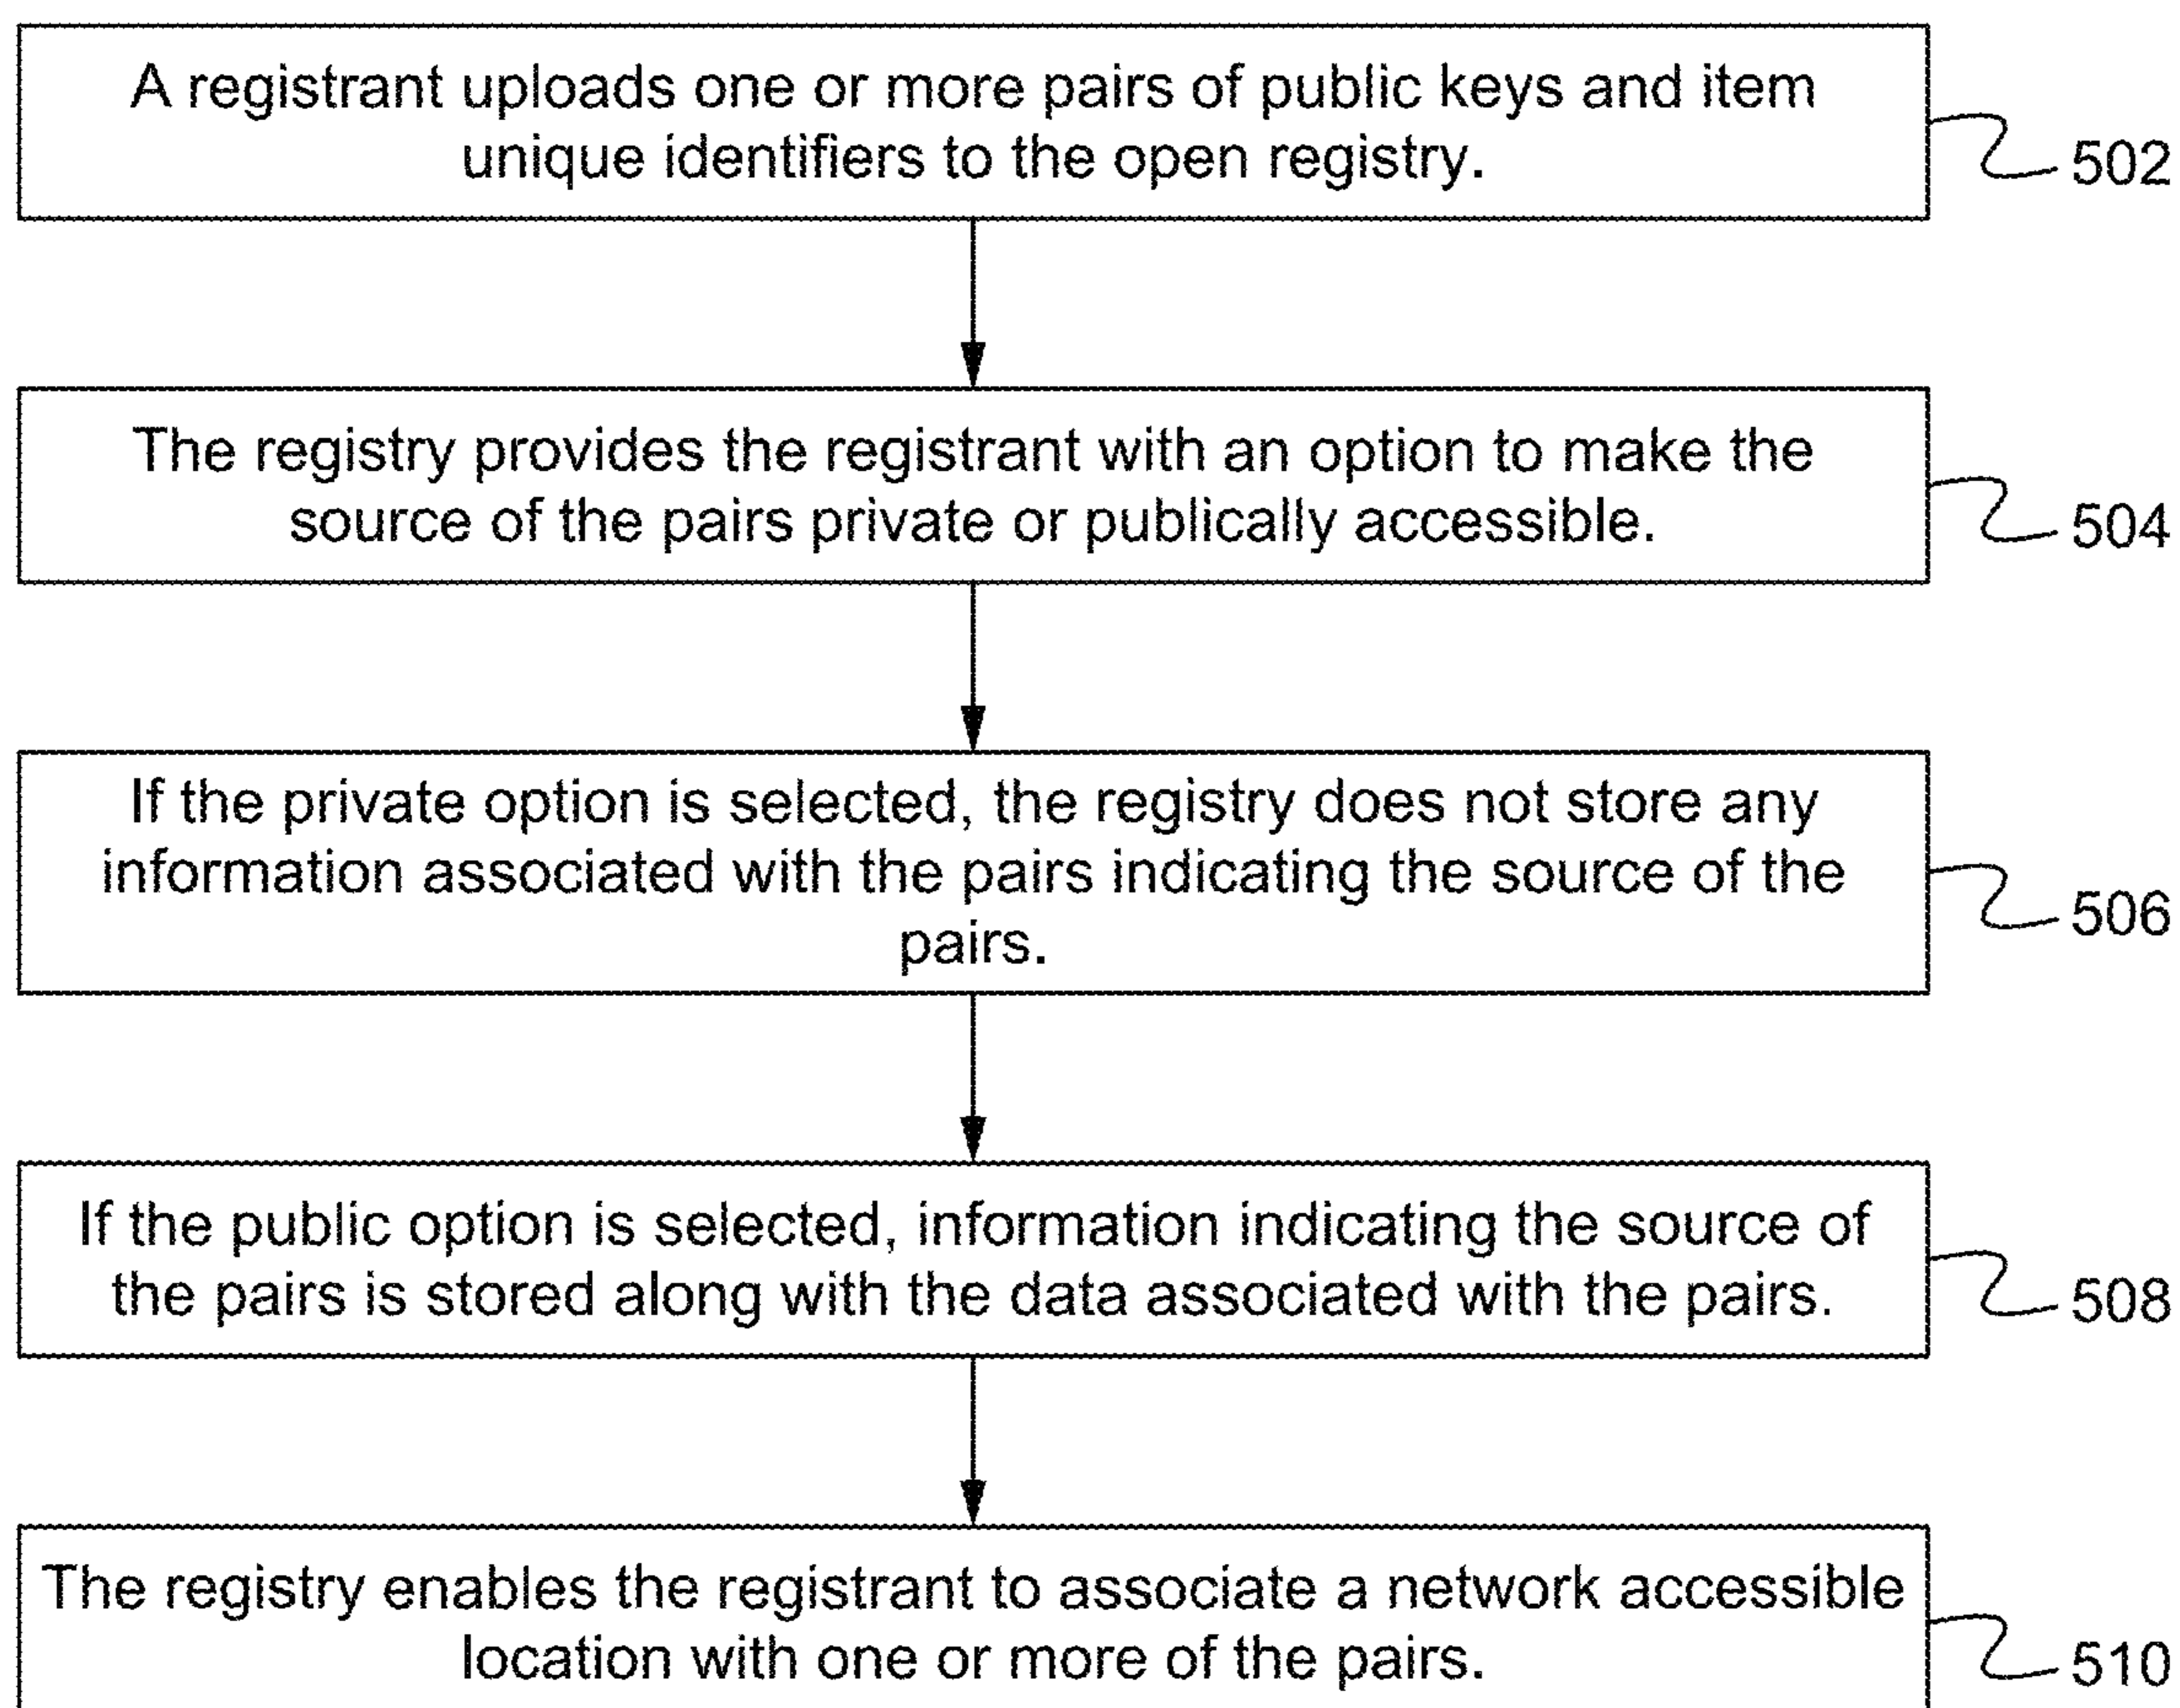 A registrant uploads one or more pairs of public keys and item
unique identifiers to the open registry.
502
The registry provides the registrant with an option to make the
source of the pairs private or publically accessible.
504
If the private option is selected, the registry does not store any
information associated with the pairs indicating the source of the
pairs.
506
If the public option is selected, information indicating the source of
the pairs is stored along with the data associated with the pairs.
508
The registry enables the registrant to associate a network accessible
location with one or more of the pairs.
510